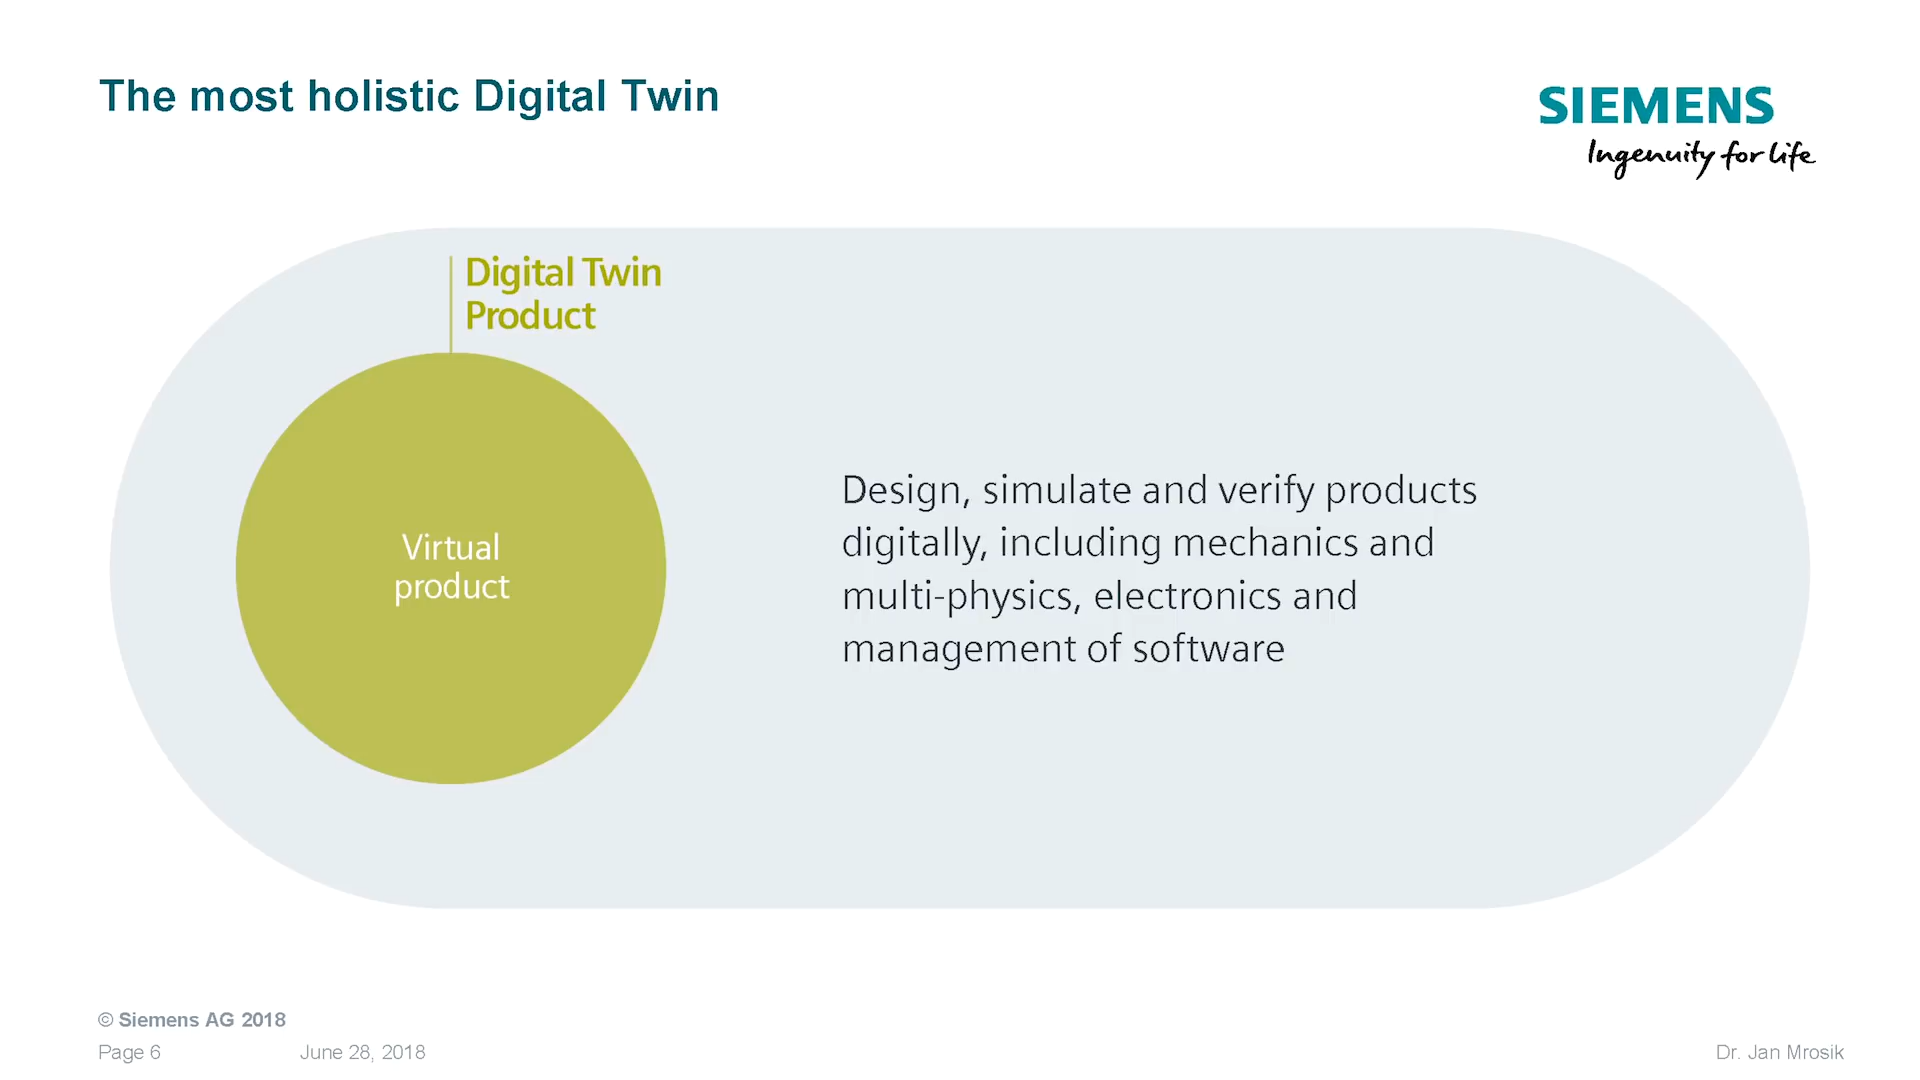 The most holistic Digital Twin
SIEMENS
Ingenuity for life
Digital Twin
Product
Virtual
product
Design, simulate and verify products
digitally, including mechanics and
multi-physics, electronics and
management of software
© Siemens AG 2018
Page 6 June 28, 2018 Dr. Jan Mrosik